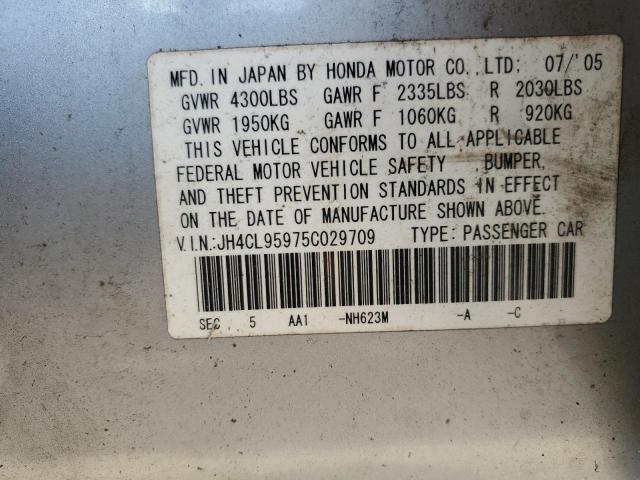 MFD. IN JAPAN BY HONDA MOTOR CO.,LTD: 07/'05
GVWR 4300LBS GAWR F 2335LBS R 2030LBS
GVWR 1950KG GAWR F 1060KG R 920KG
THIS VEHICLE CONFORMS TO ALL APPLICABLE
FEDERAL MOTOR VEHICLE SAFETY BUMPER,
AND THEFT PREVENTION STANDARDS IN EFFECT
ON THE DATE OF MANUFACTURE SHOWN ABOVE.
V.I.N.:JH4CL95975C029709 TYPE: PASSENGER CAR
SEC 5 AA1 -NH623M -A -C